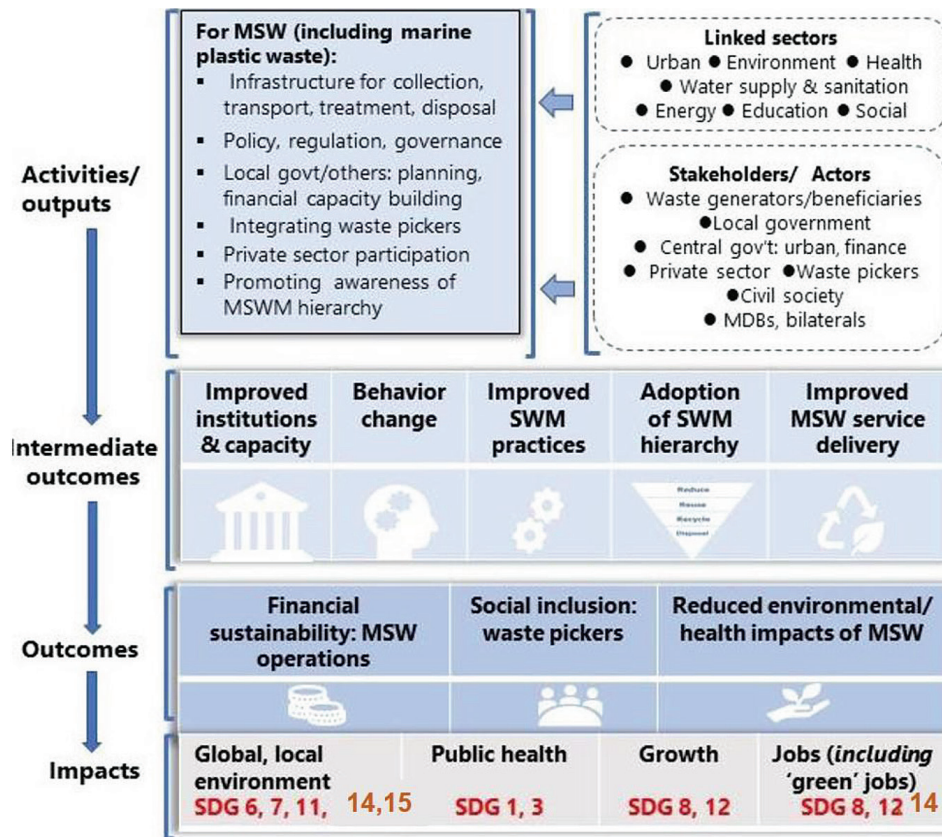 For MSW (including marine
plastic waste):
▪ Infrastructure for collection,
transport, treatment, disposal
▪ Policy, regulation, governance
▪ Local govt/others: planning,
financial capacity building
▪ Integrating waste pickers
▪ Private sector participation
▪ Promoting awareness of
MSWM hierarchy
Linked sectors
● Urban ● Environment ● Health
● Water supply & sanitation
● Energy ● Education ● Social
Stakeholders/ Actors
● Waste generators/beneficiaries
●Local government
● Central gov't: urban, finance
● Private sector ●Waste pickers
●Civil society
● MDBs, bilaterals
Activities/
outputs
Intermediate
outcomes
Improved
institutions
& capacity
Behavior
change
Improved
SWM
practices
Adoption
of SWM
hierarchy
Reduce
Reuse
Recycle
Disposal
Improved
MSW service
delivery
Outcomes
Financial
sustainability: MSW
operations
Social inclusion:
waste pickers
Reduced environmental/
health impacts of MSW
Impacts
Global, local
environment
SDG 6, 7, 11, 14,15
Public health
SDG 1, 3
Growth
SDG 8, 12
Jobs (including
'green' jobs)
SDG 8, 12 14